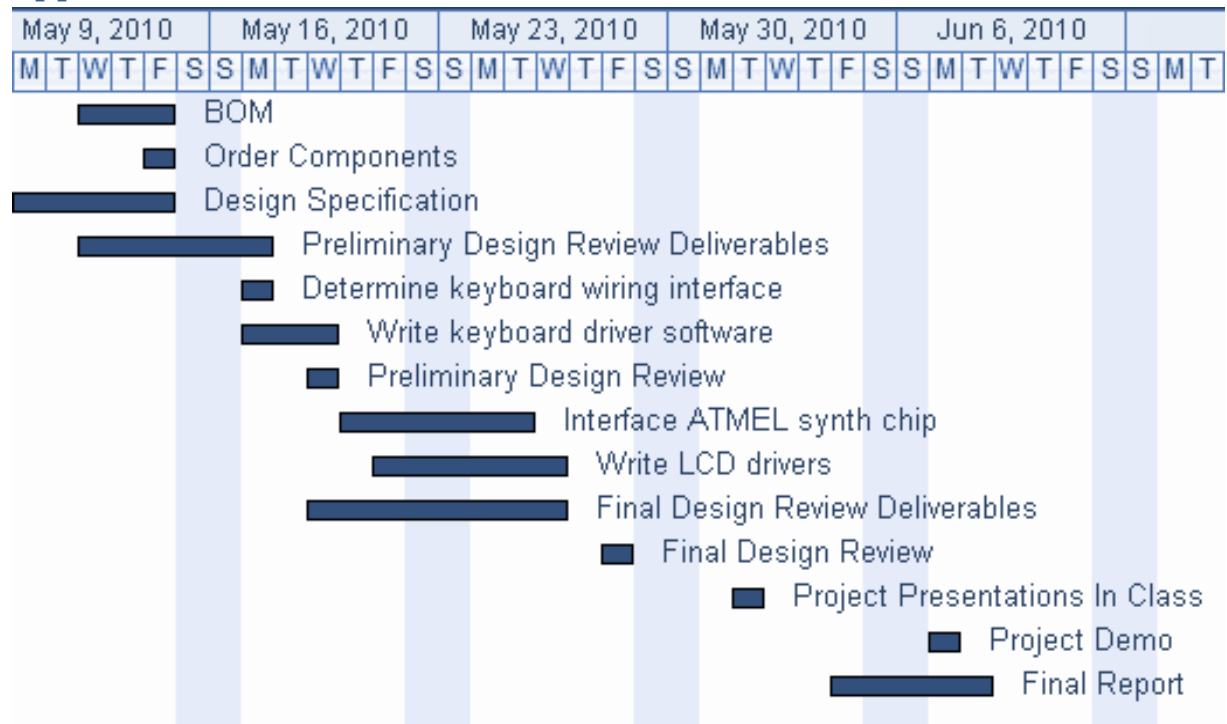 May 9, 2010 May 16, 2010 May 23, 2010 May 30, 2010 Jun 6, 2010
M T W T F S S M T W T F S S M T W T F S S M T W T F S S M T W T F S S M T
BOM
Order Components
Design Specification
Preliminary Design Review Deliverables
Determine keyboard wiring interface
Write keyboard driver software
Preliminary Design Review
Interface ATMEL synth chip
Write LCD drivers
Final Design Review Deliverables
Final Design Review
Project Presentations In Class
Project Demo
Final Report